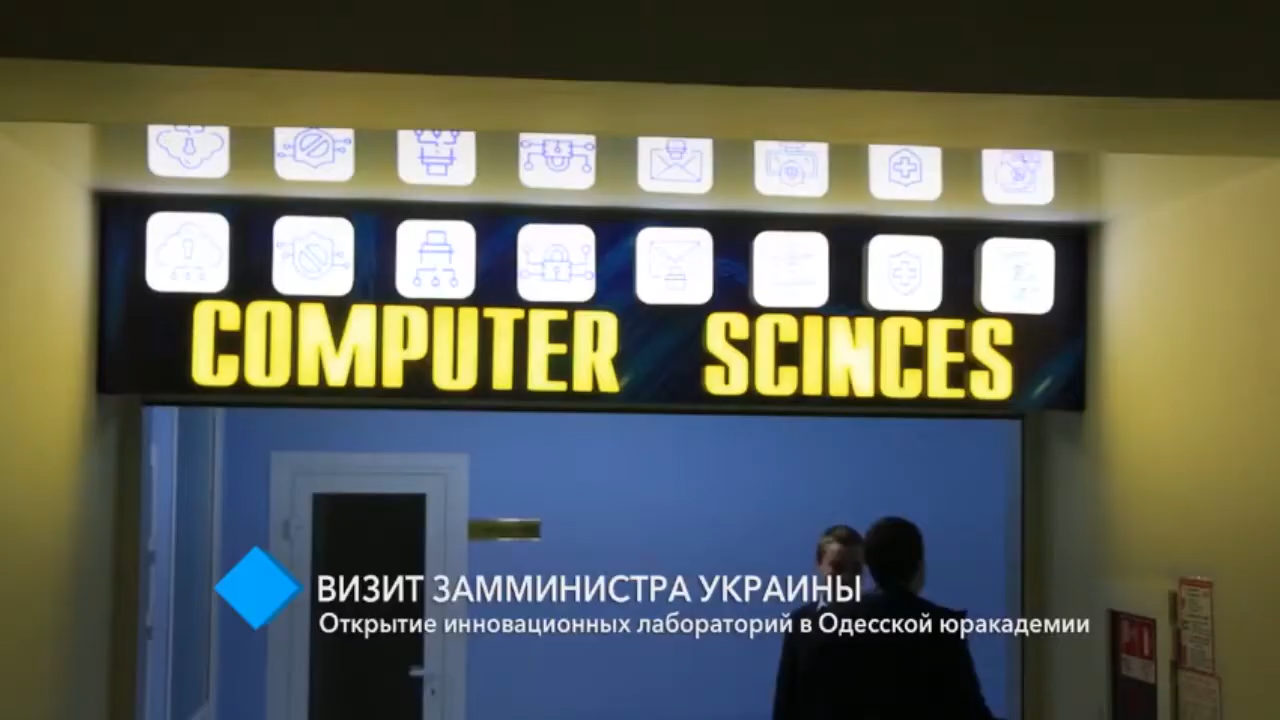 COMPUTER SCINCES
ВИЗИТ ЗАММИНИСТРА УКРАИНЫ
Открытие инновационных лабораторий в Одесской юракадемии